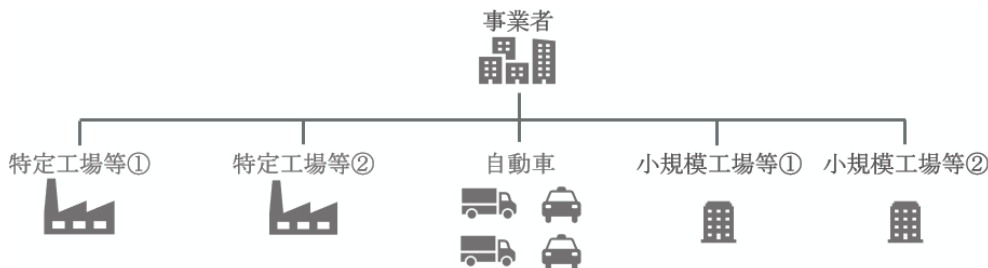 事業者
特定工場等①
特定工場等②
自動車
小規模工場等①
小規模工場等②